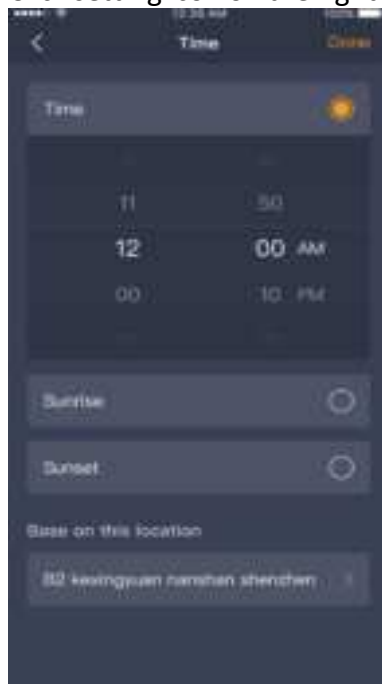 Time
Time
11 50
12 00 AM
00 10 PM
Sunrise
Sunset
Base on this location
B2 kexingyuan nanshan shenzhen